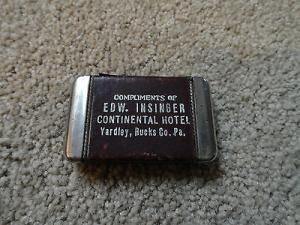 COMPLIMENTS OF
EDW. INSINGER
CONTINENTAL HOTEL
Yardley, Bucks Co. Pa.